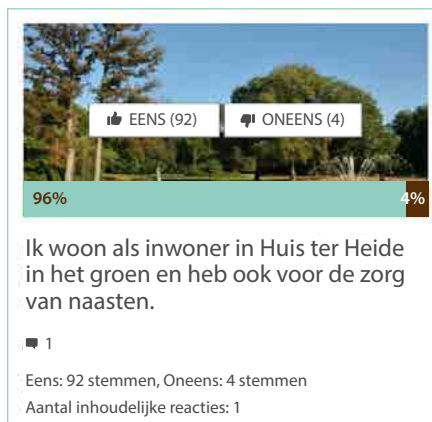 EENS (92) ONEENS (4)
96% 4%
Ik woon als inwoner in Huis ter Heide
in het groen en heb ook voor de zorg
van naasten.
1
Eens: 92 stemmen, Oneens: 4 stemmen
Aantal inhoudelijke reacties: 1